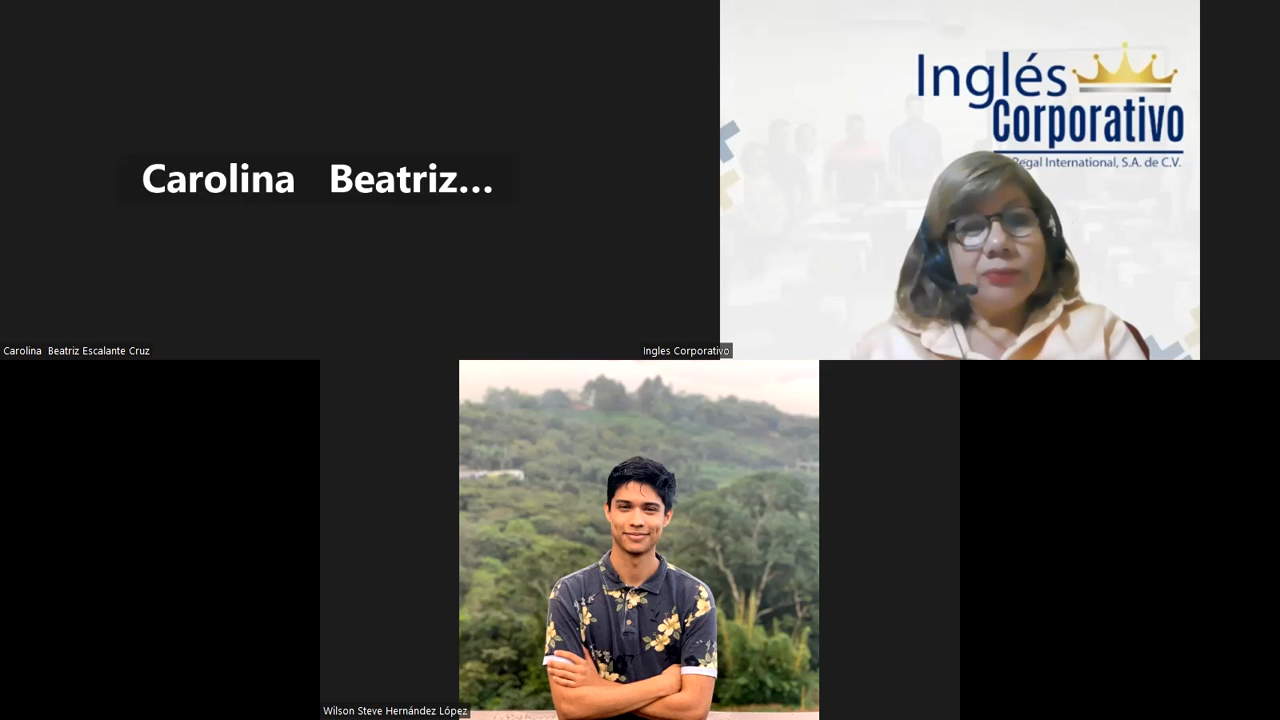 Carolina Beatriz...
Inglés
Corporativo
Regal International, S.A. de C.V.
Carolina Beatriz Escalante Cruz
Ingles Corporativo
Wilson Steve Hernández López